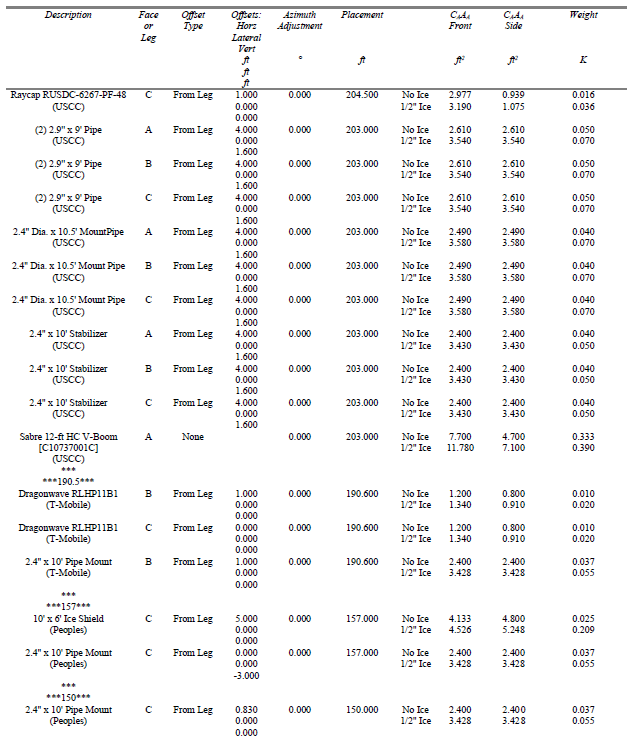 Description Face Offset Offsets: Azimuth Placement CAAA CAAA Weight
or Type Horz Adjustment Front Side
Leg Lateral
Vert
ft ° ft ft² ft² K
ft
ft
Raycap RUSDC-6267-PF-48 C From Leg 1.000 0.000 204.500 No Ice 2.977 0.939 0.016
(USCC) 0.000 1/2" Ice 3.190 1.075 0.036
0.000
(2) 2.9" x 9' Pipe A From Leg 4.000 0.000 203.000 No Ice 2.610 2.610 0.050
(USCC) 0.000 1/2" Ice 3.540 3.540 0.070
1.600
(2) 2.9" x 9' Pipe B From Leg 4.000 0.000 203.000 No Ice 2.610 2.610 0.050
(USCC) 0.000 1/2" Ice 3.540 3.540 0.070
1.600
(2) 2.9" x 9' Pipe C From Leg 4.000 0.000 203.000 No Ice 2.610 2.610 0.050
(USCC) 0.000 1/2" Ice 3.540 3.540 0.070
1.600
2.4" Dia. x 10.5' MountPipe A From Leg 4.000 0.000 203.000 No Ice 2.490 2.490 0.040
(USCC) 0.000 1/2" Ice 3.580 3.580 0.070
1.600
2.4" Dia. x 10.5' Mount Pipe B From Leg 4.000 0.000 203.000 No Ice 2.490 2.490 0.040
(USCC) 0.000 1/2" Ice 3.580 3.580 0.070
1.600
2.4" Dia. x 10.5' Mount Pipe C From Leg 4.000 0.000 203.000 No Ice 2.490 2.490 0.040
(USCC) 0.000 1/2" Ice 3.580 3.580 0.070
1.600
2.4" x 10' Stabilizer A From Leg 4.000 0.000 203.000 No Ice 2.400 2.400 0.040
(USCC) 0.000 1/2" Ice 3.430 3.430 0.050
1.600
2.4" x 10' Stabilizer B From Leg 4.000 0.000 203.000 No Ice 2.400 2.400 0.040
(USCC) 0.000 1/2" Ice 3.430 3.430 0.050
1.600
2.4" x 10' Stabilizer C From Leg 4.000 0.000 203.000 No Ice 2.400 2.400 0.040
(USCC) 0.000 1/2" Ice 3.430 3.430 0.050
1.600
Sabre 12-ft HC V-Boom A None 0.000 203.000 No Ice 7.700 4.700 0.333
[C10737001C] 1/2" Ice 11.780 7.100 0.390
(USCC)
***
***190.5***
Dragonwave RLHP11B1 B From Leg 1.000 0.000 190.600 No Ice 1.200 0.800 0.010
(T-Mobile) 0.000 1/2" Ice 1.340 0.910 0.020
0.000
Dragonwave RLHP11B1 C From Leg 0.000 0.000 190.600 No Ice 1.200 0.800 0.010
(T-Mobile) 0.000 1/2" Ice 1.340 0.910 0.020
0.000
2.4" x 10' Pipe Mount B From Leg 1.000 0.000 190.600 No Ice 2.400 2.400 0.037
(T-Mobile) 0.000 1/2" Ice 3.428 3.428 0.055
0.000
***
***157***
10' x 6' Ice Shield C From Leg 5.000 0.000 157.000 No Ice 4.133 4.800 0.025
(Peoples) 0.000 1/2" Ice 4.526 5.248 0.209
0.000
2.4" x 10' Pipe Mount C From Leg 0.000 0.000 157.000 No Ice 2.400 2.400 0.037
(Peoples) 0.000 1/2" Ice 3.428 3.428 0.055
-3.000
***
***150***
2.4" x 10' Pipe Mount C From Leg 0.830 0.000 150.000 No Ice 2.400 2.400 0.037
(Peoples) 0.000 1/2" Ice 3.428 3.428 0.055
0.000